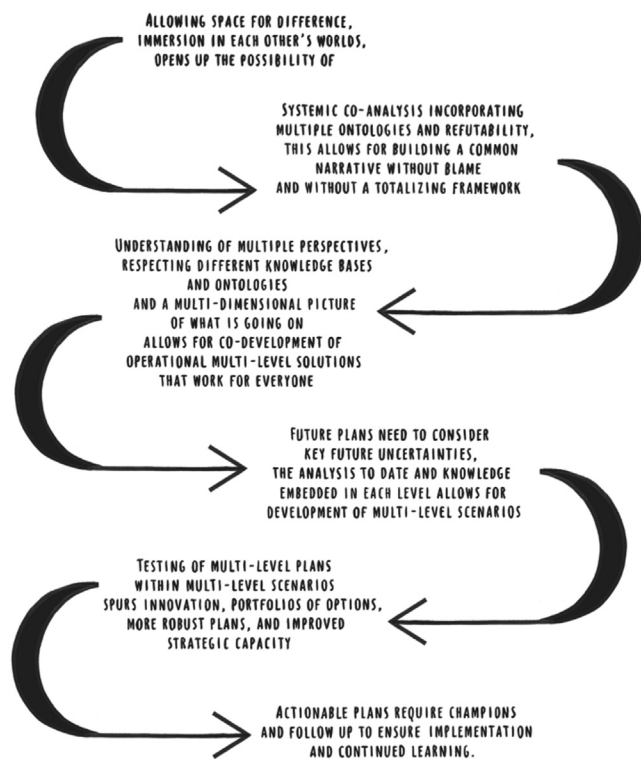 ALLOWING SPACE FOR DIFFERENCE,
IMMERSION IN EACH OTHER'S WORLDS,
OPENS UP THE POSSIBILITY OF
SYSTEMIC CO-ANALYSIS INCORPORATING
MULTIPLE ONTOLOGIES AND REFUTABILITY,
THIS ALLOWS FOR BUILDING A COMMON
NARRATIVE WITHOUT BLAME
AND WITHOUT A TOTALIZING FRAMEWORK
UNDERSTANDING OF MULTIPLE PERSPECTIVES,
RESPECTING DIFFERENT KNOWLEDGE BASES
AND ONTOLOGIES
AND A MULTI-DIMENSIONAL PICTURE
OF WHAT IS GOING ON
ALLOWS FOR CO-DEVELOPMENT OF
OPERATIONAL MULTI-LEVEL SOLUTIONS
THAT WORK FOR EVERYONE
FUTURE PLANS NEED TO CONSIDER
KEY FUTURE UNCERTAINTIES,
THE ANALYSIS TO DATE AND KNOWLEDGE
EMBEDDED IN EACH LEVEL ALLOWS FOR
DEVELOPMENT OF MULTI-LEVEL SCENARIOS
TESTING OF MULTI-LEVEL PLANS
WITHIN MULTI-LEVEL SCENARIOS
SPURS INNOVATION, PORTFOLIOS OF OPTIONS,
MORE ROBUST PLANS, AND IMPROVED
STRATEGIC CAPACITY
ACTIONABLE PLANS REQUIRE CHAMPIONS
AND FOLLOW UP TO ENSURE IMPLEMENTATION
AND CONTINUED LEARNING.